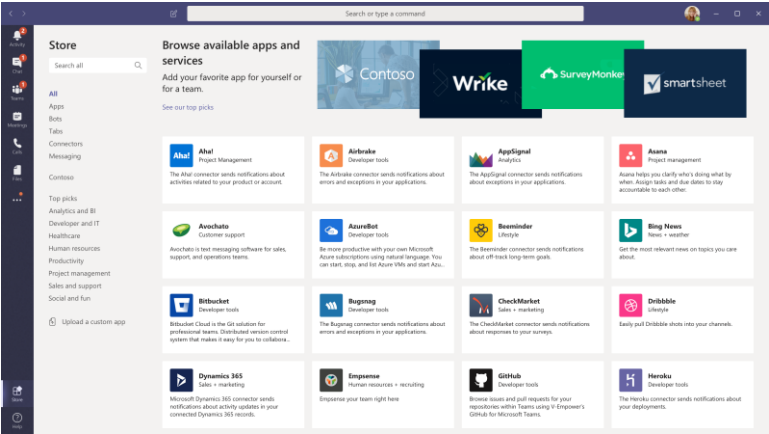 Search or type a command
Activity
Chat
Teams
Meetings
Calls
Files
Store
Help
Store
Search all
All
Apps
Bots
Tabs
Connectors
Messaging
Contoso
Top picks
Analytics and BI
Developer and IT
Healthcare
Human resources
Productivity
Project management
Sales and support
Social and fun
Upload a custom app
Browse available apps and
services
Add your favorite app for yourself or
for a team.
See our top picks
Contoso
Wrike
SurveyMonkey
smartsheet
Aha!
Aha!
Project Management
The Aha! connector sends notifications about
activities related to your product or account.
Airbrake
Developer tools
The Airbrake connector sends notifications about
errors and exceptions in your applications.
AppSignal
Analytics
The AppSignal connector sends notifications
about exceptions in your applications.
Asana
Project management
Asana helps you clarify who's doing what by
when. Assign tasks and due dates to stay
accountable to each other.
Avochato
Customer support
Avochato is text messaging software for sales,
support, and operations teams.
AzureBot
Developer tools
Be more productive with your own Microsoft
Azure subscriptions using natural language. You
can start, stop, and list Azure VMs and start Azu...
Beeminder
Lifestyle
The Beeminder connector sends notifications
about off-track long-term goals.
Bing News
News + weather
Get the most relevant news on topics you care
about.
Bitbucket
Developer tools
Bitbucket Cloud is the Git solution for
professional teams. Distributed version control
system that makes it easy for you to collabora...
Bugsnag
Developer tools
The Bugsnag connector sends notifications about
errors and exceptions in your applications.
CheckMarket
Sales + marketing
The CheckMarket connector sends notifications
about responses to your surveys.
Dribbble
Lifestyle
Easily pull Dribbble shots into your channels.
Dynamics 365
Sales + marketing
Microsoft Dynamics 365 connector sends
notifications about activity updates in your
connected Dynamics 365 records.
Empsense
Human resources + recruiting
Empsense your team right here
GitHub
Developer tools
Browse issues and pull requests for your
repositories within Teams using V-Empower's
GitHub for Microsoft Teams.
Heroku
Developer tools
The Heroku connector sends notifications about
your deployments.